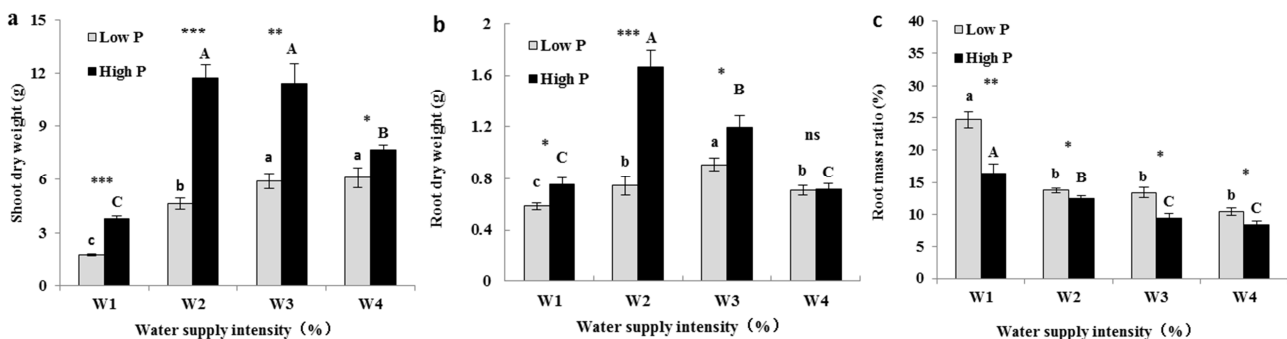 a
Shoot dry weight (g)
15
12
9
6
3
0
Low P
High P
***
**
*
***
A
A
B
C
c
b
a
a
W1 W2 W3 W4
Water supply intensity（%）
b
Root dry weight (g)
2
1.6
1.2
0.8
0.4
0
Low P
High P
***
*
*
ns
A
B
C
C
c
b
a
b
W1 W2 W3 W4
Water supply intensity（%）
c
Root mass ratio (%)
40
35
30
25
20
15
10
5
0
Low P
High P
**
*
*
*
a
A
b
B
b
C
b
C
W1 W2 W3 W4
Water supply intensity（%）